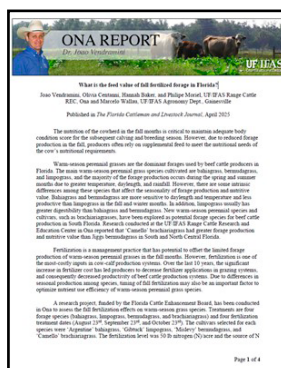 ONA REPORT
Dr. Joao Vendramini
UF IFAS
What is the feed value of fall fertilized forage in Florida?
Joao Vendramini, Olivia Centeni, Hannah Baker, and Philipe Moriel, UF/IFAS Range Cattle
REC, Ona and Marcelo Wallau, UF/IFAS Agronomy Dept., Gainesville
Published in The Florida Cattleman and Livestock Journal, April 2025
The nutrition of the cowherd in the fall months is critical to maintain adequate body
condition score for the subsequent calving and breeding season. However, due to reduced forage
production in the fall, producers often rely on supplemental feed to meet the nutritional needs of
the cow's nutritional requirements.
Warm-season perennial grasses are the dominant forages used by beef cattle producers in
Florida. The main warm-season perennial grass species cultivated are bahiagrass, bermudagrass,
and limpograss, and the majority of the forage production occurs during the spring and summer
months due to greater temperature, daylength, and rainfall. However, there are some intrinsic
differences among these species that affect the seasonality of forage production and nutritive
value. Bahiagrass and bermudagrass are more sensitive to daylength and temperature and less
productive than limpograss in the fall and winter months. In addition, limpograss usually has
greater digestibility than bahiagrass and bermudagrass. New warm-season perennial species and
cultivars, such as brachiariagrasses, have been explored as potential forage species for beef cattle
production in South Florida. Research conducted at the UF/IFAS Range Cattle Research and
Education Center in Ona reported that 'Camello' brachiariagrass had greater forage production
and nutritive value than Jiggs bermudagrass in South and North Central Florida.
Fertilization is a management practice that has potential to offset the limited forage
production of warm-season perennial grasses in the fall months. However, fertilization is one of
the most-costly inputs in cow-calf production systems. Over the last 10 years, the significant
increase in fertilizer cost has led producers to decrease fertilizer applications in grazing systems,
and consequently decreased productivity of beef cattle production systems. Due to differences in
seasonal production among species, timing of fall fertilization may also be an important factor to
optimize nutrient use efficiency of warm-season perennial grasses.
A research project, funded by the Florida Cattle Enhancement Board, has been conducted
in Ona to assess the fall fertilization effects on warm-season grass species. Treatments are four
forage species (bahiagrass, limpograss, bermudagrass, and brachiariagrass) and four fertilization
treatment dates (August 25th, September 25th, and October 25th). The cultivars selected for each
species were 'Argentine' bahiagrass, 'Gibtuck' limpograss, 'Mislevy' bermudagrass, and
'Camello' brachiariagrass. The fertilization level was 50 lb nitrogen (N)/acre and the source of N
Page 1 of 4